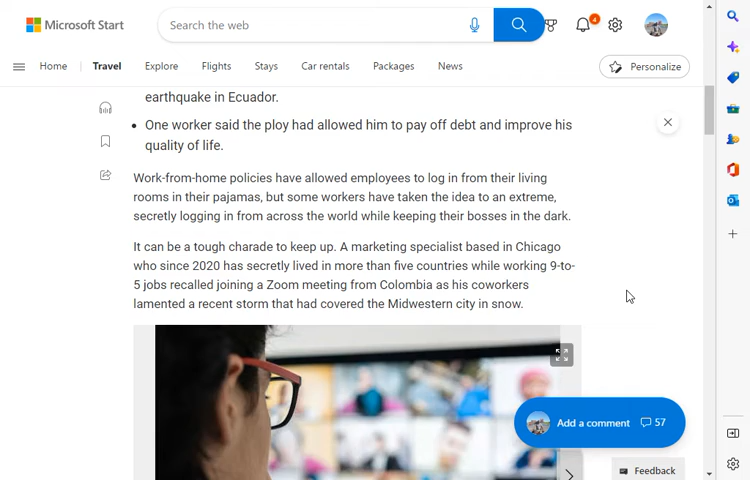 Microsoft Start
Search the web
4
Home Travel Explore Flights Stays Car rentals Packages News Personalize
earthquake in Ecuador.
• One worker said the ploy had allowed him to pay off debt and improve his
quality of life.
Work-from-home policies have allowed employees to log in from their living
rooms in their pajamas, but some workers have taken the idea to an extreme,
secretly logging in from across the world while keeping their bosses in the dark.
It can be a tough charade to keep up. A marketing specialist based in Chicago
who since 2020 has secretly lived in more than five countries while working 9-to-
5 jobs recalled joining a Zoom meeting from Colombia as his coworkers
lamented a recent storm that had covered the Midwestern city in snow.
Add a comment 57
Feedback